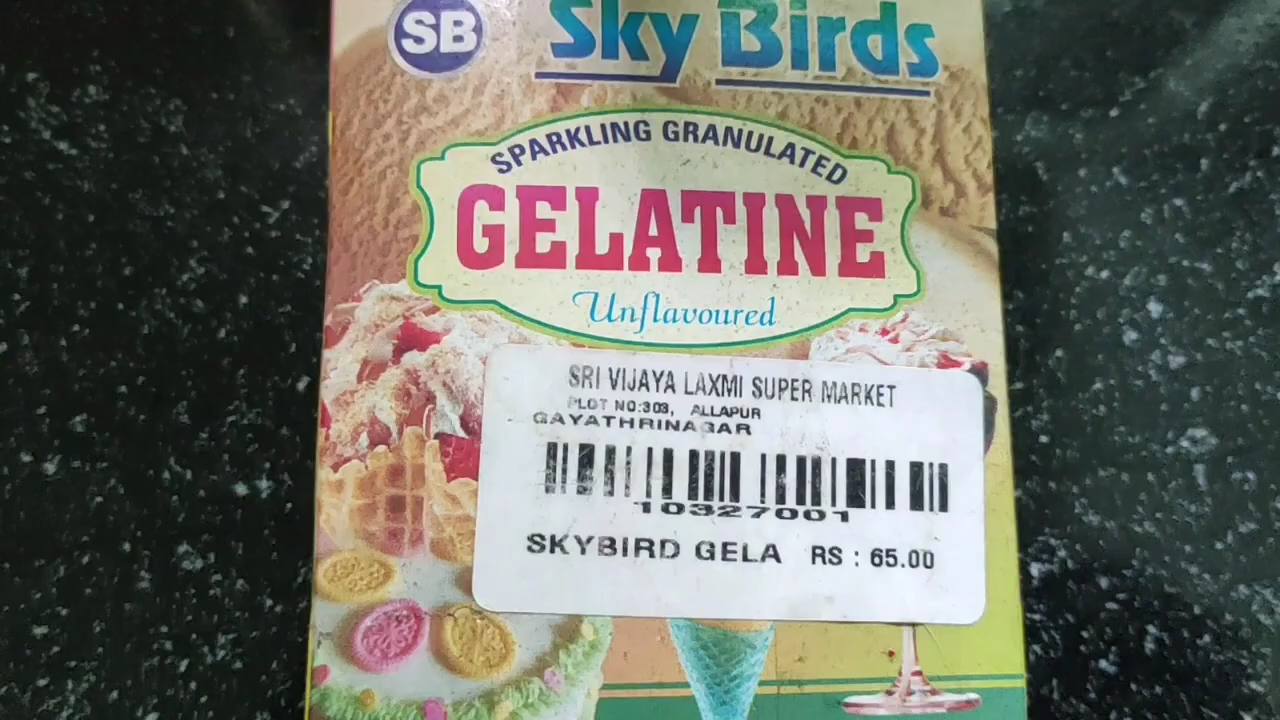 SB
Sky Birds
SPARKLING GRANULATED
GELATINE
Unflavoured
SRI VIJAYA LAXMI SUPER MARKET
PLOT NO:303, ALLAPUR
GAYATHRINAGAR
10327001
SKYBIRD GELA RS : 65.00